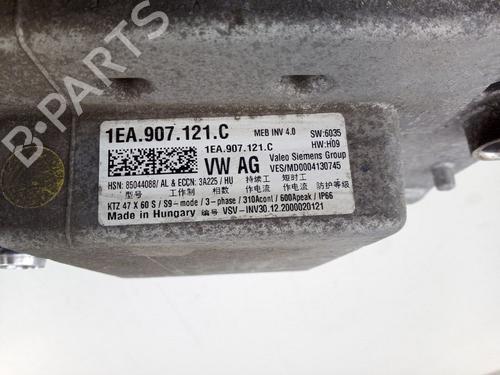 B-PARTS
1EA.907.121.C MEB INV 4.0 SW:6035
1EA.907.121.C HW:H09
VW AG Valeo Siemens Group
VES/MD0004130745
HSN: 85044088/ AL & ECCN: 3A225 / HU 持续工 短时工
型号 工作制 相数 作电流 作电流 防护等级
KTZ 47 X 60 S / S9-mode / 3-phase / 310Acont / 600Apeak / IP66
Made in Hungary 编号 VSV-INV30.12.2000020121